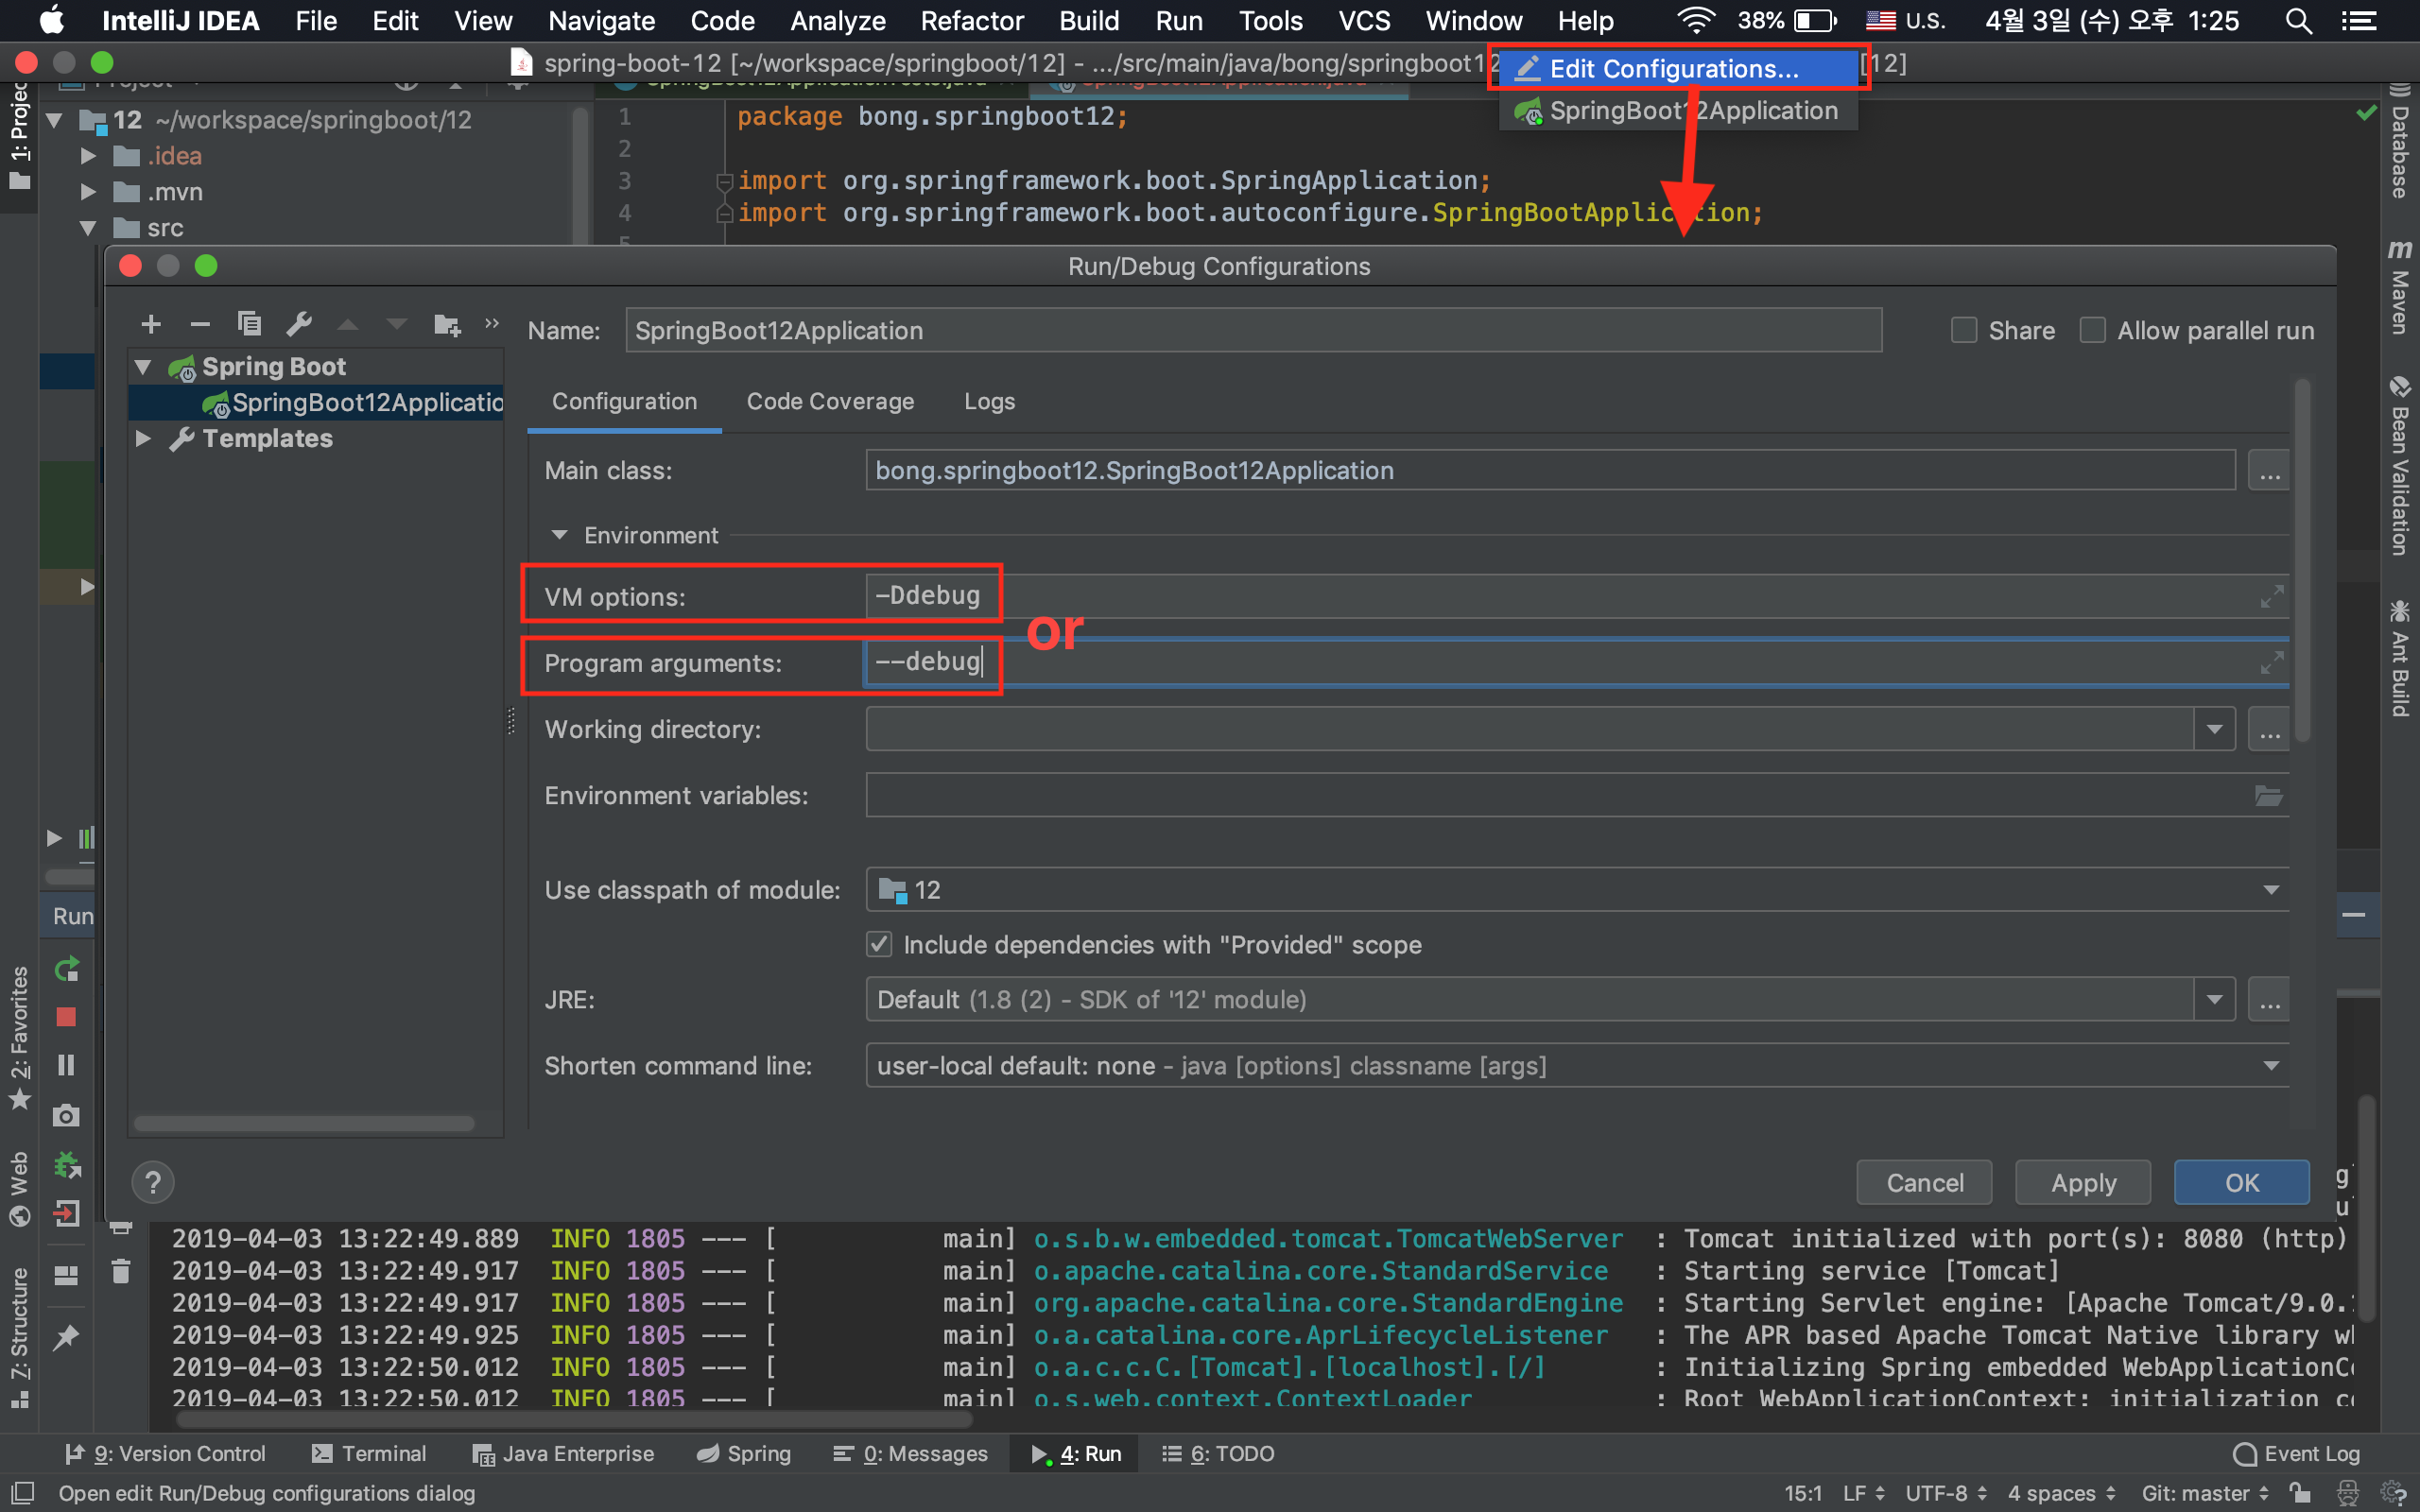 IntelliJ IDEA File Edit View Navigate Code Analyze Refactor Build Run Tools VCS Window Help 38% U.S. 4월 3일 (수) 오후 1:25
spring-boot-12 [~/workspace/springboot/12] - .../src/main/java/bong/springboot12 [12]
Edit Configurations...
SpringBoot12Application
1: Project
12 ~/workspace/springboot/12
.idea
.mvn
src
1 package bong.springboot12;
2
3 import org.springframework.boot.SpringApplication;
4 import org.springframework.boot.autoconfigure.SpringBootApplication;
5
Database
Maven
Bean Validation
Ant Build
Run/Debug Configurations
Name: SpringBoot12Application Share Allow parallel run
Spring Boot
SpringBoot12Applicatio
Templates
Configuration Code Coverage Logs
Main class: bong.springboot12.SpringBoot12Application ...
Environment
VM options: -Ddebug
or
Program arguments: --debug
Working directory: ...
Environment variables:
Use classpath of module: 12
Include dependencies with "Provided" scope
JRE: Default (1.8 (2) - SDK of '12' module) ...
Shorten command line: user-local default: none - java [options] classname [args]
? Cancel Apply OK
Run
2: Favorites
Web
7: Structure
2019-04-03 13:22:49.889 INFO 1805 --- [ main] o.s.b.w.embedded.tomcat.TomcatWebServer : Tomcat initialized with port(s): 8080 (http)
2019-04-03 13:22:49.917 INFO 1805 --- [ main] o.apache.catalina.core.StandardService : Starting service [Tomcat]
2019-04-03 13:22:49.917 INFO 1805 --- [ main] org.apache.catalina.core.StandardEngine : Starting Servlet engine: [Apache Tomcat/9.0.
2019-04-03 13:22:49.925 INFO 1805 --- [ main] o.a.catalina.core.AprLifecycleListener : The APR based Apache Tomcat Native library
2019-04-03 13:22:50.012 INFO 1805 --- [ main] o.a.c.c.C.[Tomcat].[localhost].[/] : Initializing Spring embedded WebApplicationC
2019-04-03 13:22:50.012 INFO 1805 --- [ main] o.s.web.context.ContextLoader : Root WebApplicationContext: initialization
9: Version Control Terminal Java Enterprise Spring 0: Messages 4: Run 6: TODO Event Log
Open edit Run/Debug configurations dialog 15:1 LF UTF-8 4 spaces Git: master